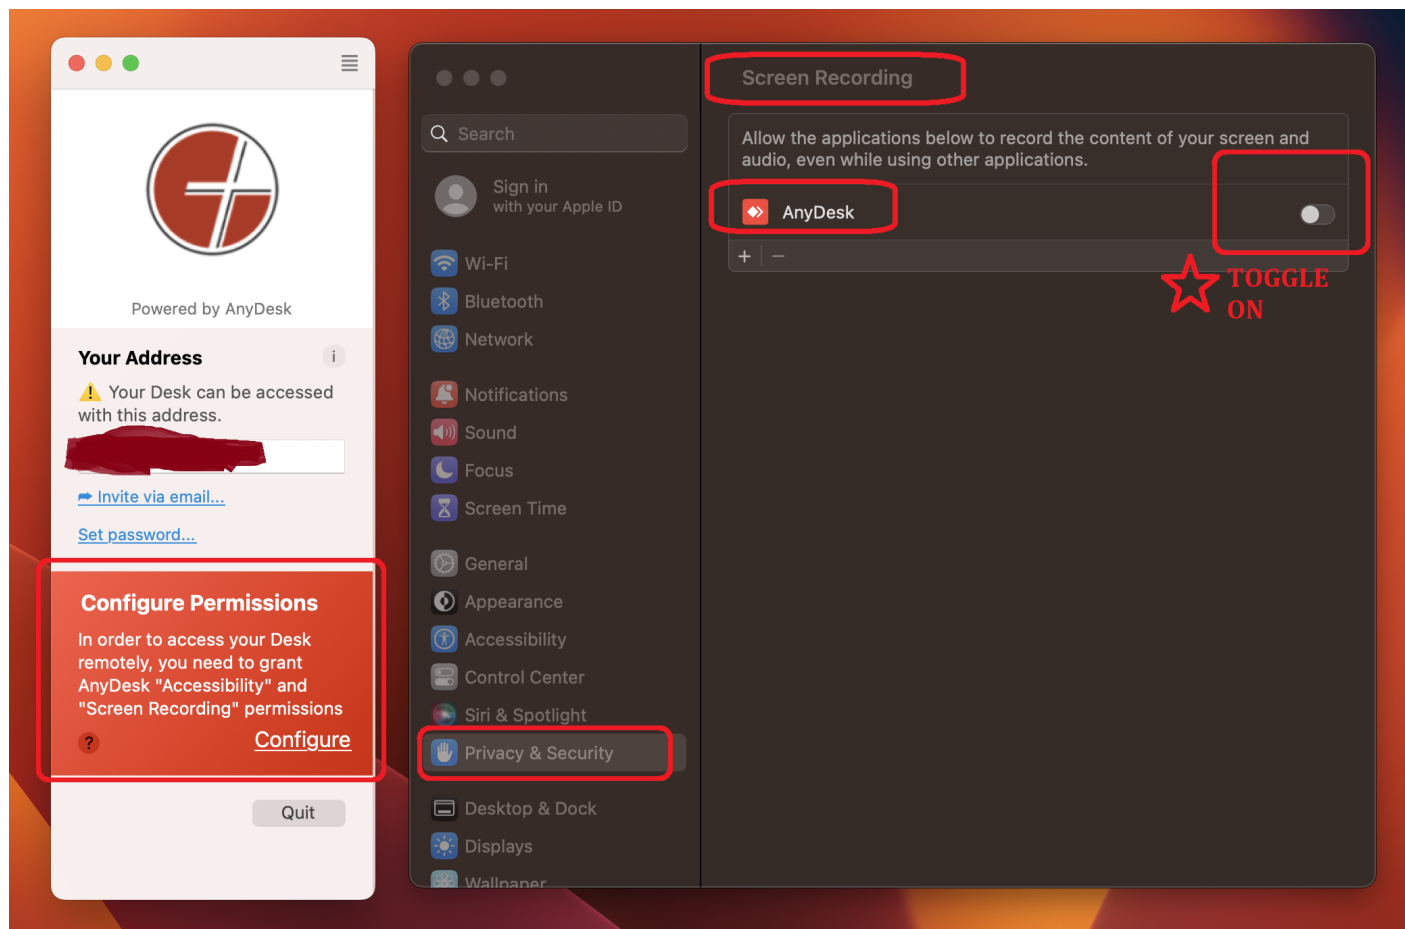 Powered by AnyDesk
Your Address
i
Your Desk can be accessed
with this address.
Invite via email...
Set password...
Configure Permissions
In order to access your Desk
remotely, you need to grant
AnyDesk "Accessibility" and
"Screen Recording" permissions
?
Configure
Quit
Search
Sign in
with your Apple ID
Wi-Fi
Bluetooth
Network
Notifications
Sound
Focus
Screen Time
General
Appearance
Accessibility
Control Center
Siri & Spotlight
Privacy & Security
Desktop & Dock
Displays
Wallpaper
Screen Recording
Allow the applications below to record the content of your screen and
audio, even while using other applications.
AnyDesk
+ −
TOGGLE
ON